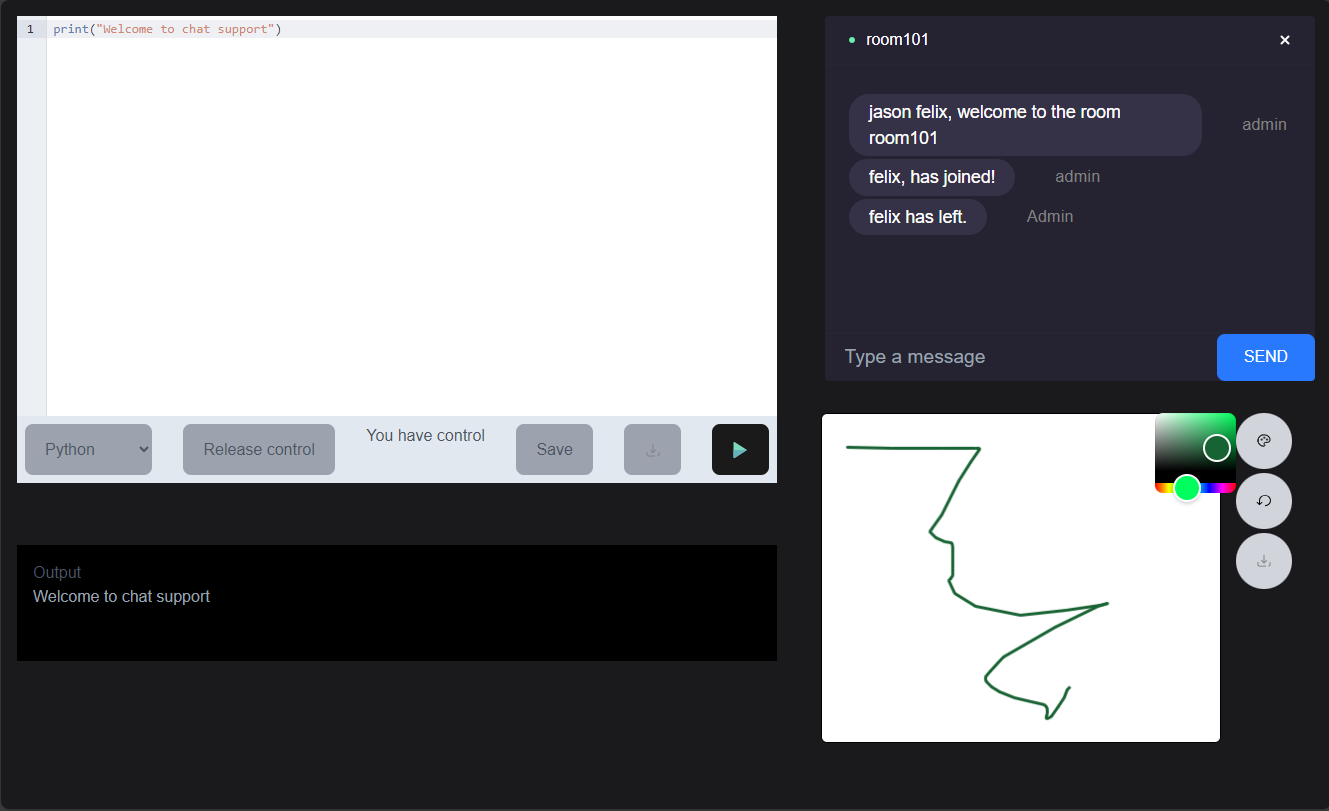 1 print("Welcome to chat support")
Python
Release control
You have control
Save
Output
Welcome to chat support
room101
jason felix, welcome to the room
room101
admin
felix, has joined!
admin
felix has left.
Admin
Type a message
SEND